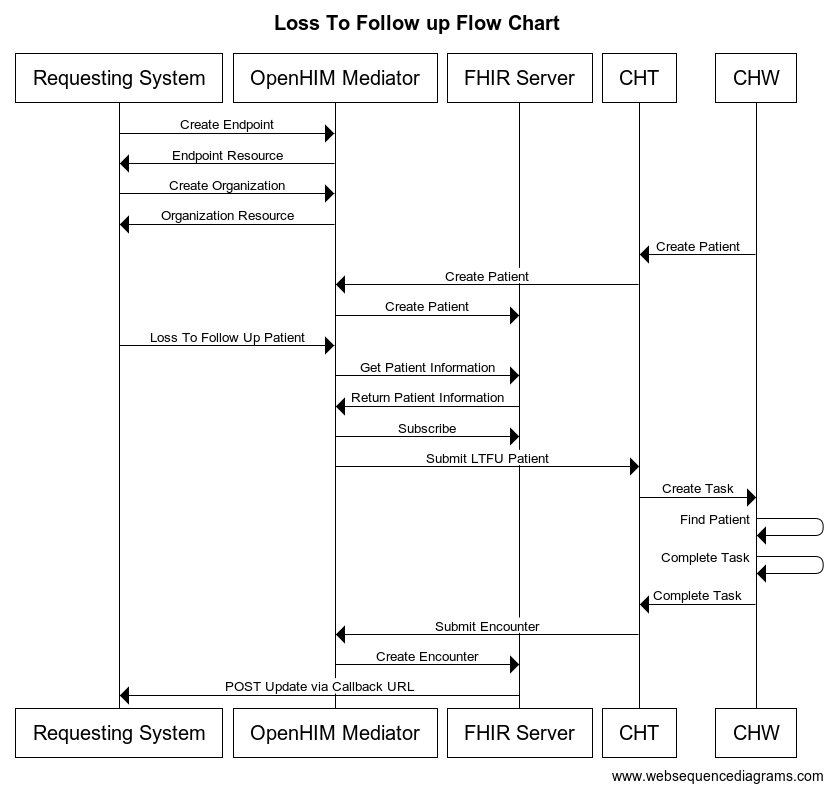 Loss To Follow up Flow Chart
Requesting System
OpenHIM Mediator
FHIR Server
CHT
CHW
Create Endpoint
Endpoint Resource
Create Organization
Organization Resource
Create Patient
Create Patient
Create Patient
Loss To Follow Up Patient
Get Patient Information
Return Patient Information
Subscribe
Submit LTFU Patient
Create Task
Find Patient
Complete Task
Complete Task
Submit Encounter
Create Encounter
POST Update via Callback URL
Requesting System
OpenHIM Mediator
FHIR Server
CHT
CHW
www.websequencediagrams.com